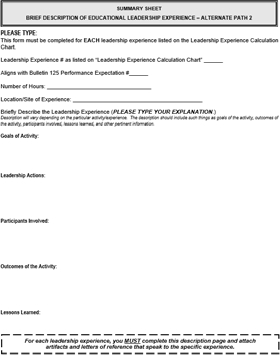 SUMMARY SHEET
BRIEF DESCRIPTION OF EDUCATIONAL LEADERSHIP EXPERIENCE – ALTERNATE PATH 2
PLEASE TYPE:
This form must be completed for EACH leadership experience listed on the Leadership Experience Calculation
Chart.
Leadership Experience # as listed on "Leadership Experience Calculation Chart" _____
Aligns with Bulletin 125 Performance Expectation #_____
Number of Hours: ____________________________
Location/Site of Experience: ____________________________
Briefly Describe the Leadership Experience (PLEASE TYPE YOUR EXPLANATION.)
Description will vary depending on the particular activity/experience. The description should include such things as goals of the activity, outcomes of
the activity, participants involved, lessons learned, and other pertinent information.
Goals of Activity:
Leadership Actions:
Participants Involved:
Outcomes of the Activity:
Lessons Learned:
For each leadership experience, you MUST complete this description page and attach
artifacts and letters of reference that speak to the specific experience.